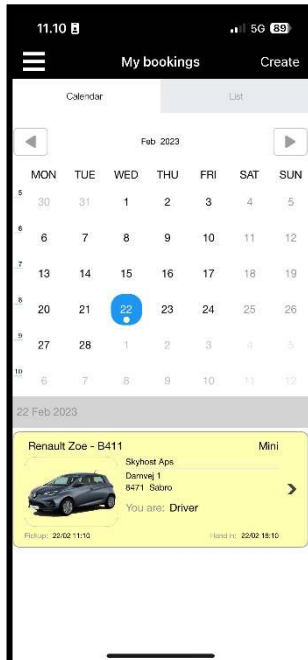 11.10 5G 89
My bookings Create
Calendar List
Feb 2023
MON TUE WED THU FRI SAT SUN
5 30 31 1 2 3 4 5
6 6 7 8 9 10 11 12
7 13 14 15 16 17 18 19
8 20 21 22 23 24 25 26
9 27 28 1 2 3 4 5
10 6 7 8 9 10 11 12
22 Feb 2023
Renault Zoe - B411 Mini
Skyhost Aps
Damvej 1
8471 Sabro
You are: Driver
Pickup: 22/02 11:10 Hand in: 22/02 18:10